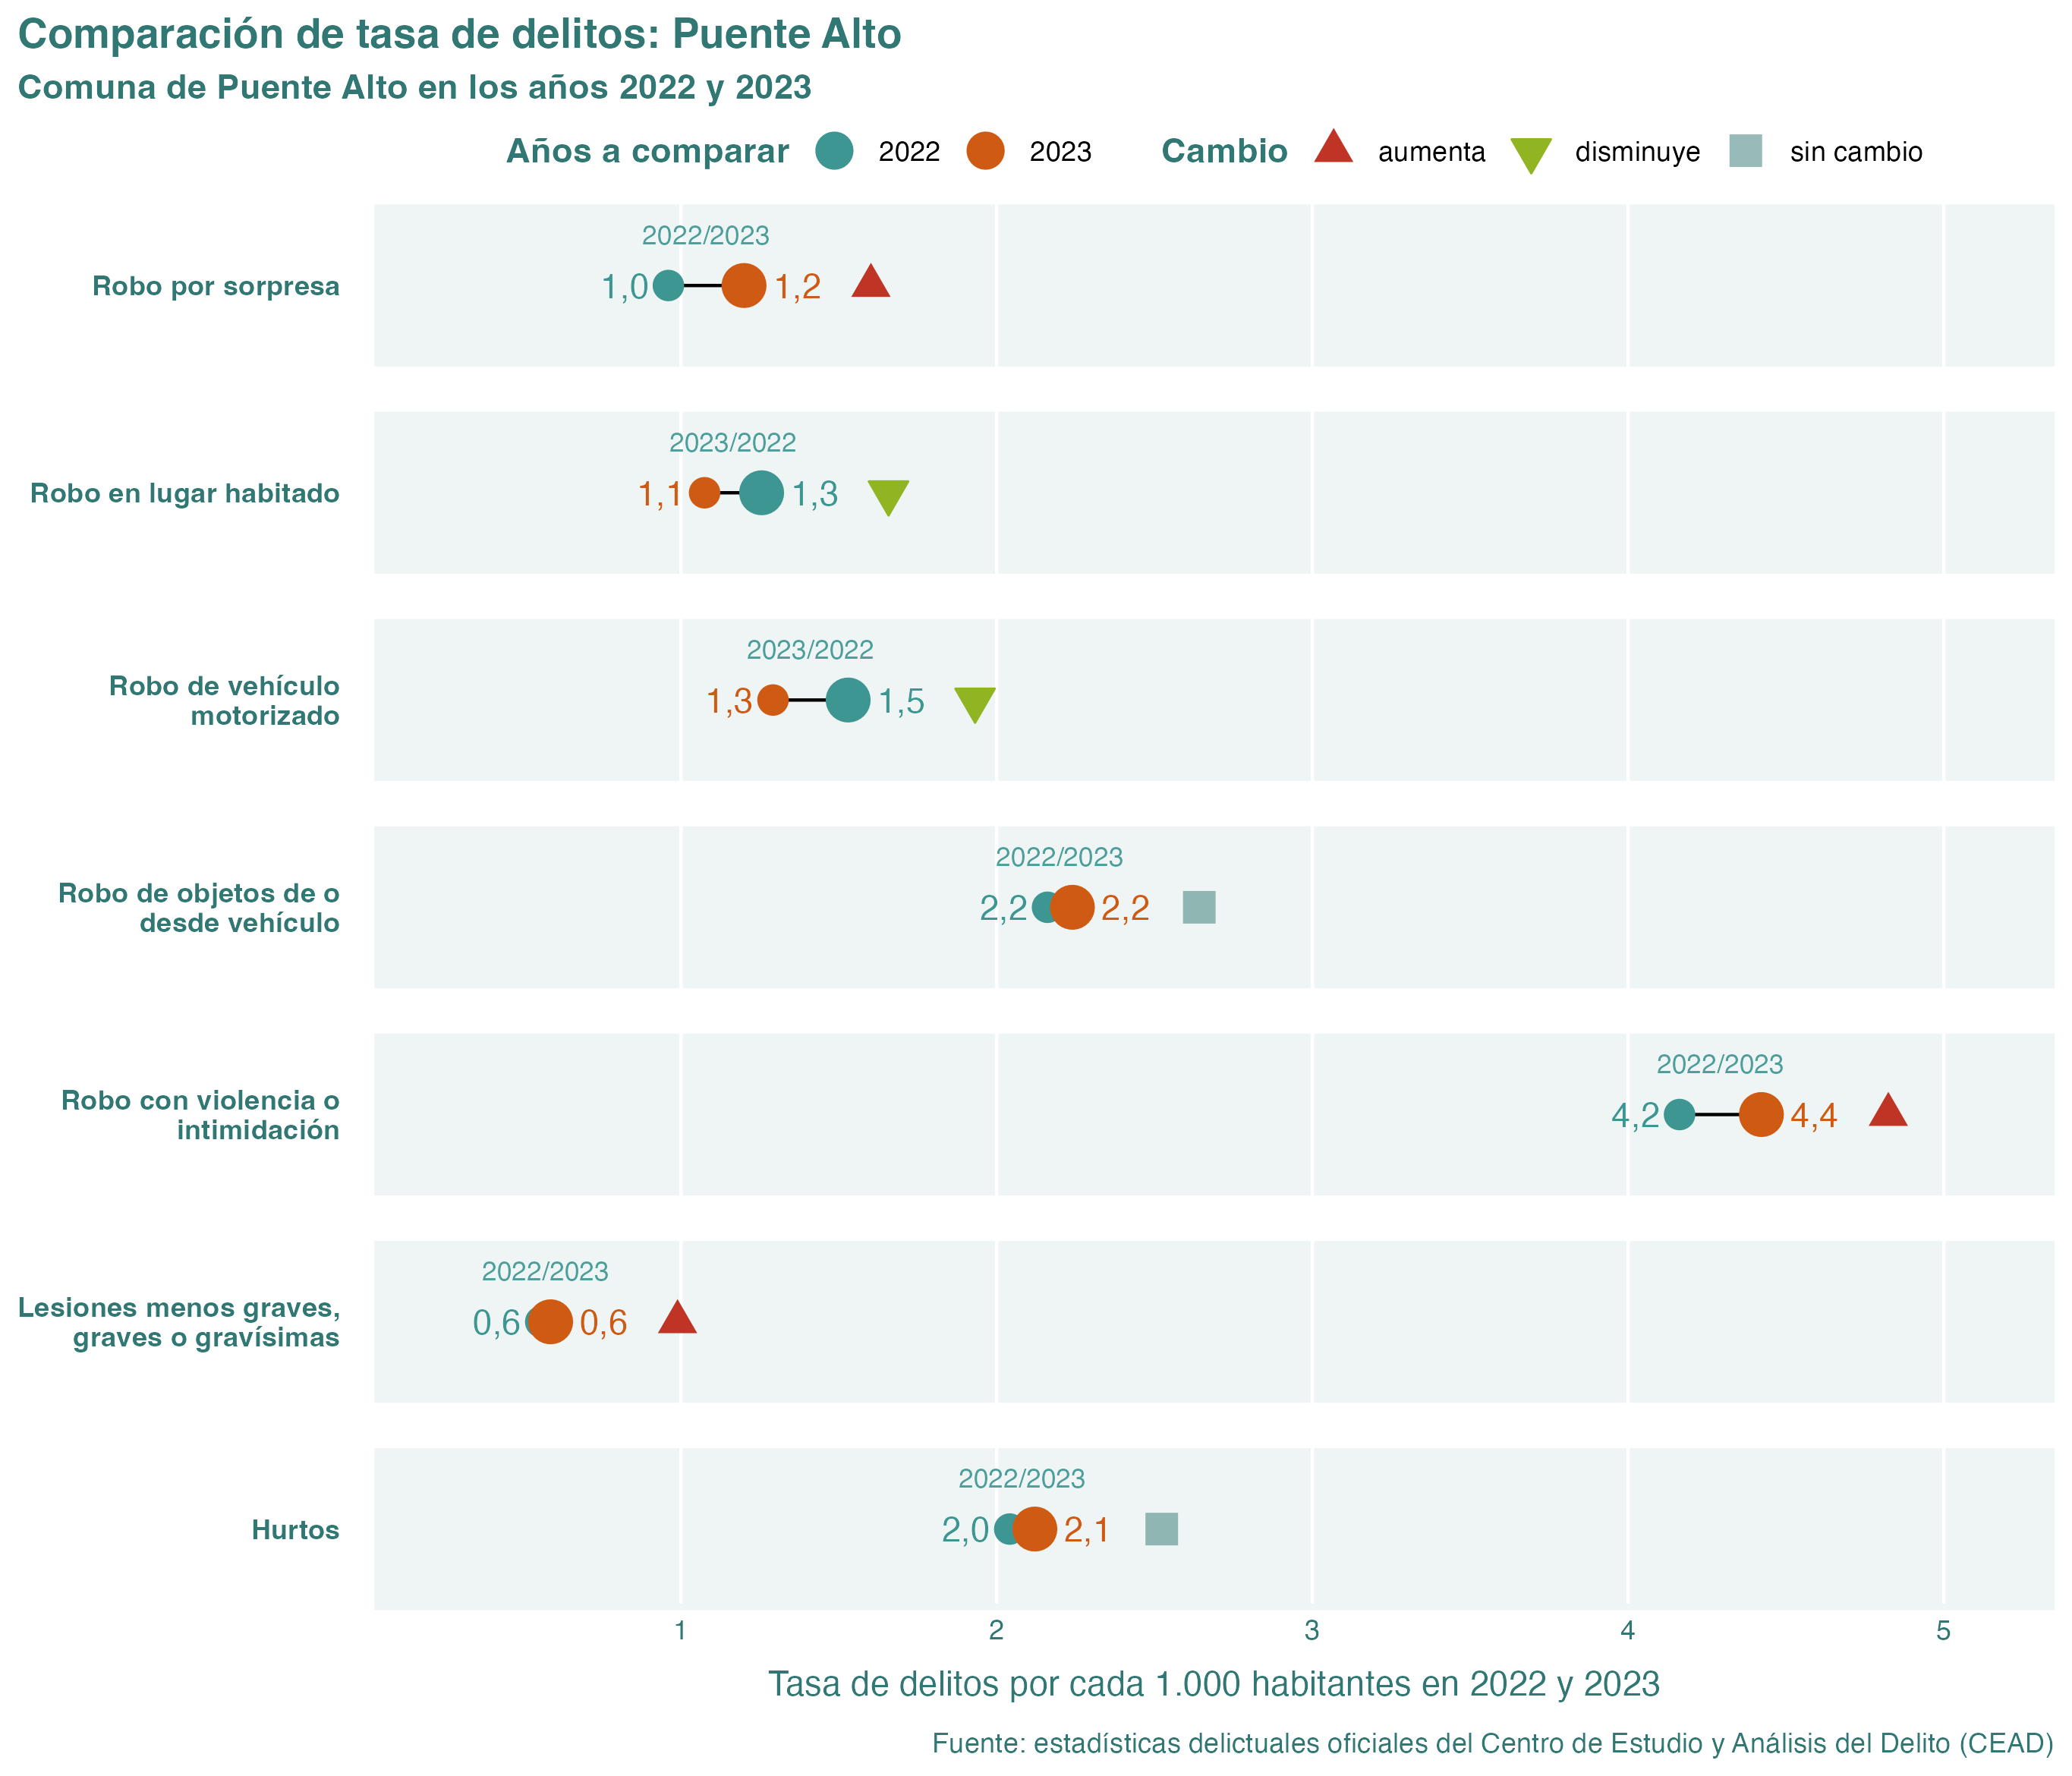 Comparación de tasa de delitos: Puente Alto
Comuna de Puente Alto en los años 2022 y 2023
Años a comparar 2022 2023 Cambio aumenta disminuye sin cambio
2022/2023
Robo por sorpresa 1,0 1,2
2023/2022
Robo en lugar habitado 1,1 1,3
2023/2022
Robo de vehículo
motorizado
1,3 1,5
2022/2023
Robo de objetos de o
desde vehículo
2,2 2,2
2022/2023
Robo con violencia o
intimidación
4,2 4,4
2022/2023
Lesiones menos graves,
graves o gravísimas
0,6 0,6
2022/2023
Hurtos 2,0 2,1
1 2 3 4 5
Tasa de delitos por cada 1.000 habitantes en 2022 y 2023
Fuente: estadísticas delictuales oficiales del Centro de Estudio y Análisis del Delito (CEAD)